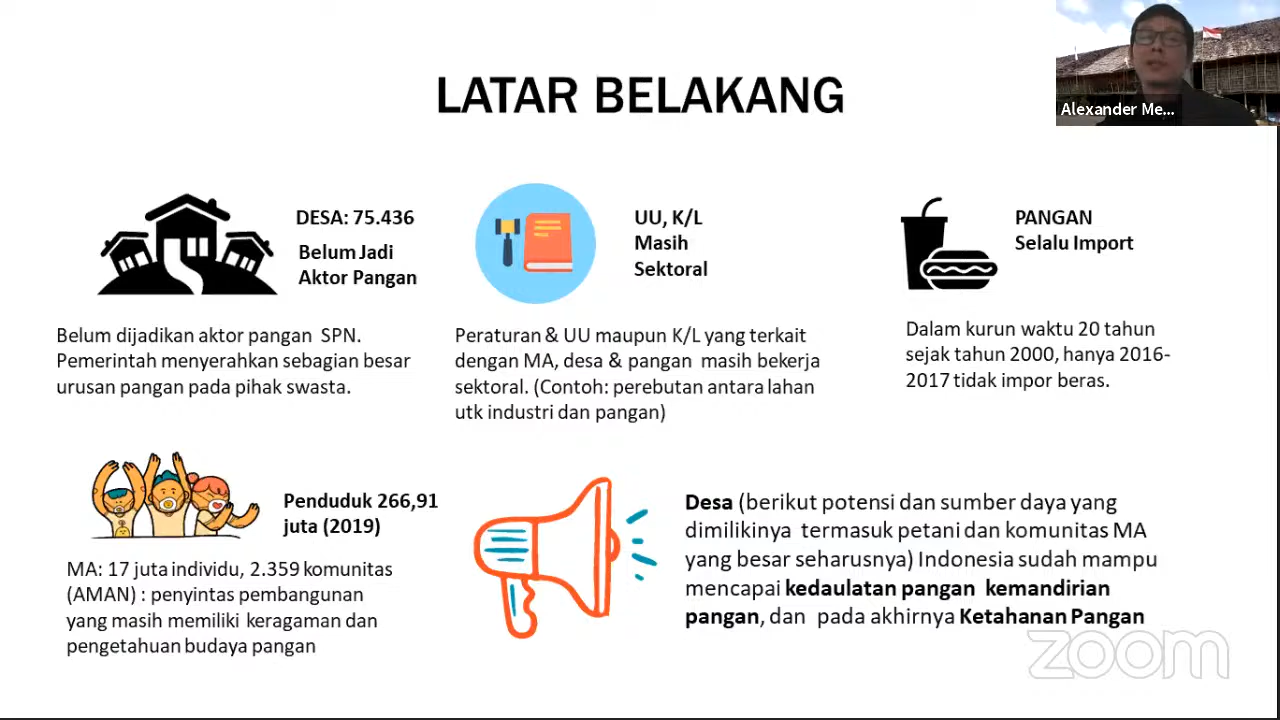 LATAR BELAKANG
Alexander Me...
DESA: 75.436
Belum Jadi
Aktor Pangan
Belum dijadikan aktor pangan SPN.
Pemerintah menyerahkan sebagian besar
urusan pangan pada pihak swasta.
UU, K/L
Masih
Sektoral
Peraturan & UU maupun K/L yang terkait
dengan MA, desa & pangan masih bekerja
sektoral. (Contoh: perebutan antara lahan
utk industri dan pangan)
PANGAN
Selalu Import
Dalam kurun waktu 20 tahun
sejak tahun 2000, hanya 2016-
2017 tidak impor beras.
Penduduk 266,91
juta (2019)
MA: 17 juta individu, 2.359 komunitas
(AMAN) : penyintas pembangunan
yang masih memiliki keragaman dan
pengetahuan budaya pangan
Desa (berikut potensi dan sumber daya yang
dimilikinya termasuk petani dan komunitas MA
yang besar seharusnya) Indonesia sudah mampu
mencapai kedaulatan pangan kemandirian
pangan, dan pada akhirnya Ketahanan Pangan
zoom